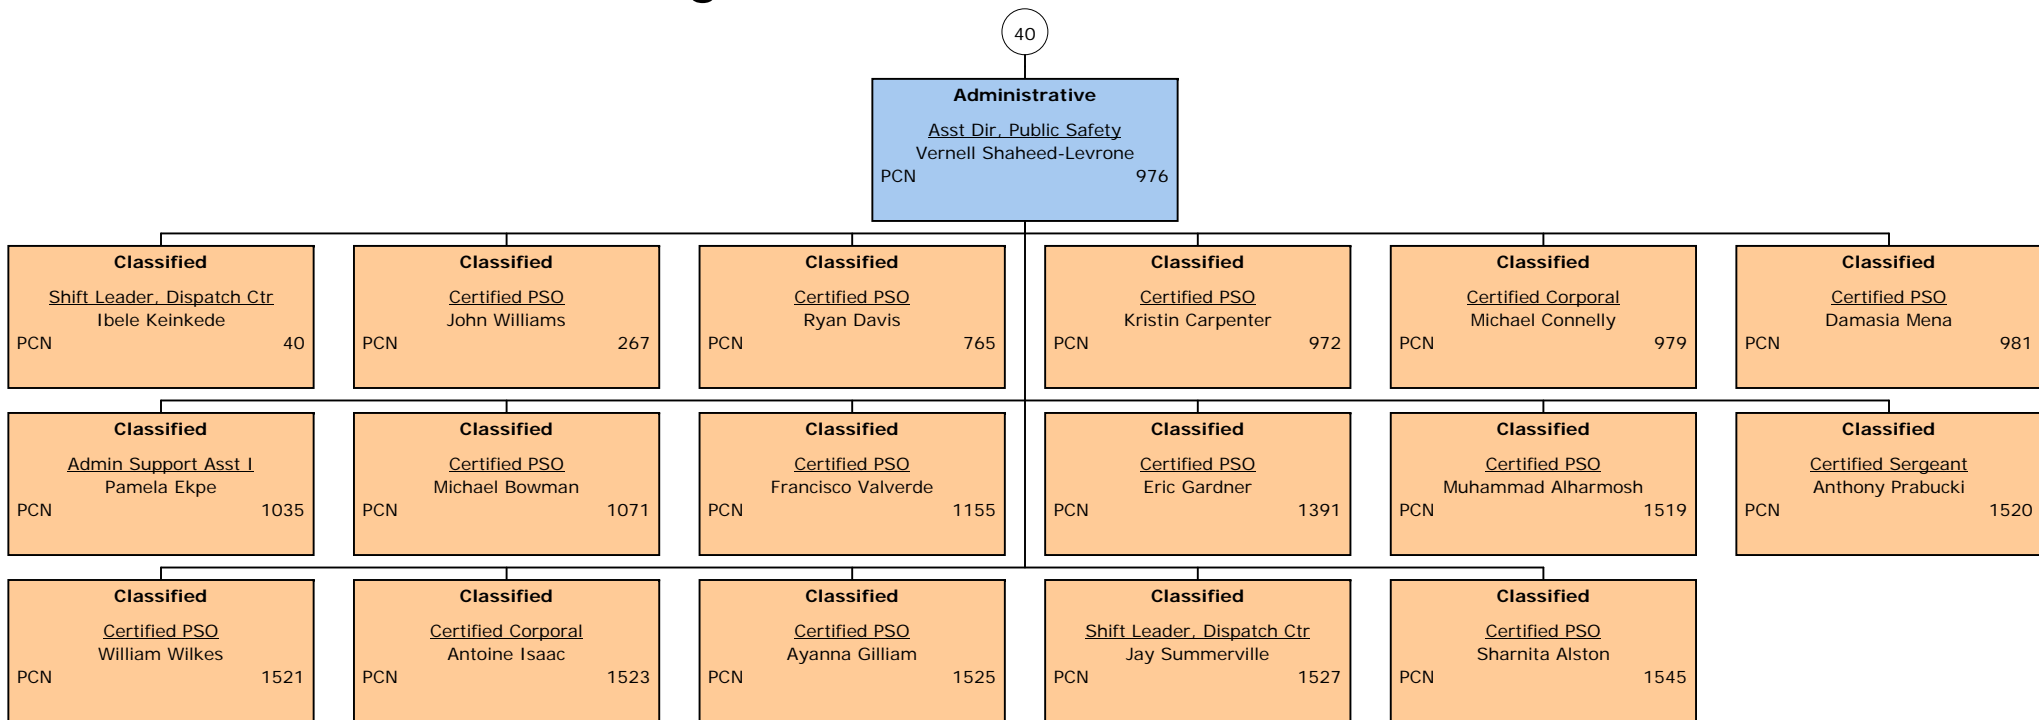 40
Administrative
Asst Dir, Public Safety
Vernell Shaheed-Levrone
PCN 976
Classified
Shift Leader, Dispatch Ctr
Ibele Keinkede
PCN 40
Classified
Certified PSO
John Williams
PCN 267
Classified
Certified PSO
Ryan Davis
PCN 765
Classified
Certified PSO
Kristin Carpenter
PCN 972
Classified
Certified Corporal
Michael Connelly
PCN 979
Classified
Certified PSO
Damasia Mena
PCN 981
Classified
Admin Support Asst I
Pamela Ekpe
PCN 1035
Classified
Certified PSO
Michael Bowman
PCN 1071
Classified
Certified PSO
Francisco Valverde
PCN 1155
Classified
Certified PSO
Eric Gardner
PCN 1391
Classified
Certified PSO
Muhammad Alharmosh
PCN 1519
Classified
Certified Sergeant
Anthony Prabucki
PCN 1520
Classified
Certified PSO
William Wilkes
PCN 1521
Classified
Certified Corporal
Antoine Isaac
PCN 1523
Classified
Certified PSO
Ayanna Gilliam
PCN 1525
Classified
Shift Leader, Dispatch Ctr
Jay Summerville
PCN 1527
Classified
Certified PSO
Sharnita Alston
PCN 1545